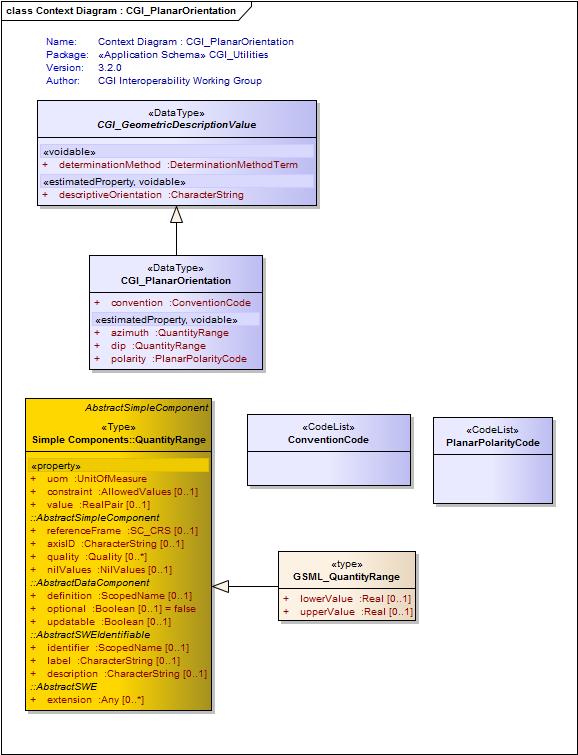 class Context Diagram : CGI_PlanarOrientation
Name: Context Diagram : CGI_PlanarOrientation
Package: «Application Schema» CGI_Utilities
Version: 3.2.0
Author: CGI Interoperability Working Group
«DataType»
CGI_GeometricDescriptionValue
«voidable»
+ determinationMethod :DeterminationMethodTerm
«estimatedProperty, voidable»
+ descriptiveOrientation :CharacterString
«DataType»
CGI_PlanarOrientation
+ convention :ConventionCode
«estimatedProperty, voidable»
+ azimuth :QuantityRange
+ dip :QuantityRange
+ polarity :PlanarPolarityCode
AbstractSimpleComponent
«Type»
Simple Components::QuantityRange
«property»
+ uom :UnitOfMeasure
+ constraint :AllowedValues [0..1]
+ value :RealPair [0..1]
::AbstractSimpleComponent
+ referenceFrame :SC_CRS [0..1]
+ axisID :CharacterString [0..1]
+ quality :Quality [0..*]
+ nilValues :NilValues [0..1]
::AbstractDataComponent
+ definition :ScopedName [0..1]
+ optional :Boolean [0..1] = false
+ updatable :Boolean [0..1]
::AbstractSWEIdentifiable
+ identifier :ScopedName [0..1]
+ label :CharacterString [0..1]
+ description :CharacterString [0..1]
::AbstractSWE
+ extension :Any [0..*]
«CodeList»
ConventionCode
«CodeList»
PlanarPolarityCode
«type»
GSML_QuantityRange
+ lowerValue :Real [0..1]
+ upperValue :Real [0..1]